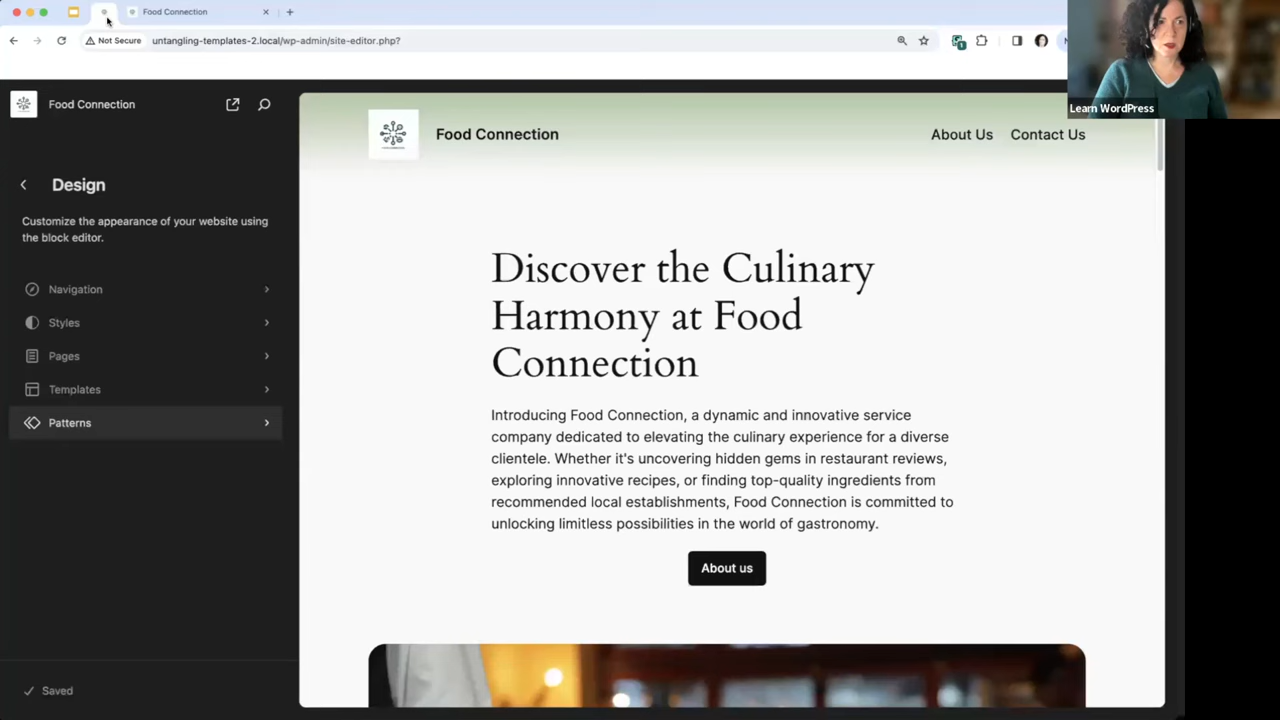 Food Connection
Not Secure
untangling-templates-2.local/wp-admin/site-editor.php?
1
Learn WordPress
Food Connection
Design
Customize the appearance of your website using
the block editor.
Navigation
Styles
Pages
Templates
Patterns
Saved
Food Connection
About Us
Contact Us
Discover the Culinary
Harmony at Food
Connection
Introducing Food Connection, a dynamic and innovative service
company dedicated to elevating the culinary experience for a diverse
clientele. Whether it's uncovering hidden gems in restaurant reviews,
exploring innovative recipes, or finding top-quality ingredients from
recommended local establishments, Food Connection is committed to
unlocking limitless possibilities in the world of gastronomy.
About us